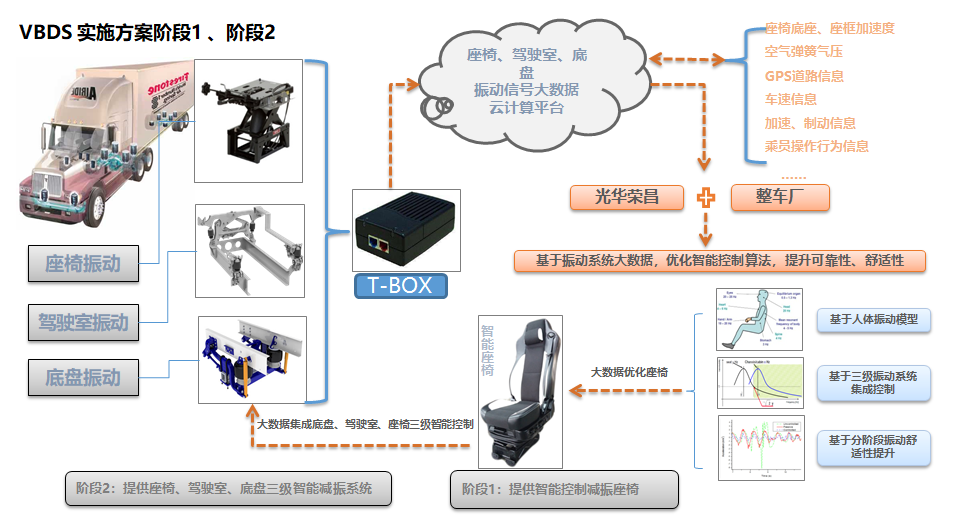 VBDS 实施方案阶段1 、阶段2
座椅、驾驶室、底
盘
振动信号大数据
云计算平台
座椅底座、座框加速度
空气弹簧气压
GPS道路信息
车速信息
加速、制动信息
乘员操作行为信息
……
Firestone
AIRIDE
光华荣昌
整车厂
基于振动系统大数据，优化智能控制算法，提升可靠性、舒适性
座椅振动
驾驶室振动
底盘振动
T-BOX
智能座椅
大数据优化座椅
基于人体振动模型
基于三级振动系统
集成控制
基于分阶段振动舒
适性提升
大数据集成底盘、驾驶室、座椅三级智能控制
阶段2：提供座椅、驾驶室、底盘三级智能减振系统
阶段1：提供智能控制减振座椅